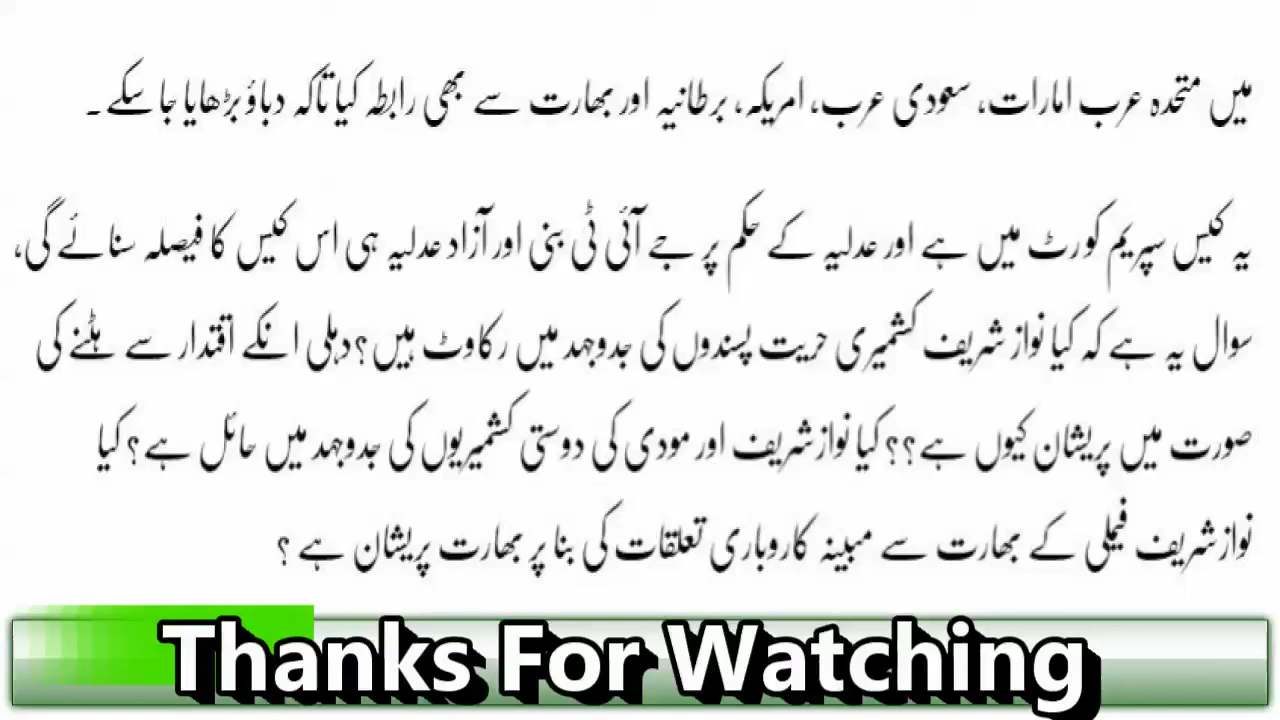 میں متحدہ عرب امارات، سعودی عرب، امریکہ، برطانیہ اور بھارت سے بھی رابطہ کیا تاکہ دباؤ بڑھایا جا سکے۔
یہ کیس سپریم کورٹ میں ہے اور عدلیہ کے حکم پر جے آئی ٹی بنی اور آزاد عدلیہ ہی اس کیس کا فیصلہ سنائے گی،
سوال یہ ہے کہ کیا نواز شریف کشمیری حریت پسندوں کی جدوجہد میں رکاوٹ ہیں؟دہلی انکے اقتدار سے ہٹنے کی
صورت میں پریشان کیوں ہے؟؟ کیا نوازشریف اور مودی کی دوستی کشمیریوں کی جدوجہد میں حائل ہے؟ کیا
نوازشریف فیملی کے بھارت سے مبینہ کاروباری تعلقات کی بنا پر بھارت پریشان ہے ؟
Thanks For Watching